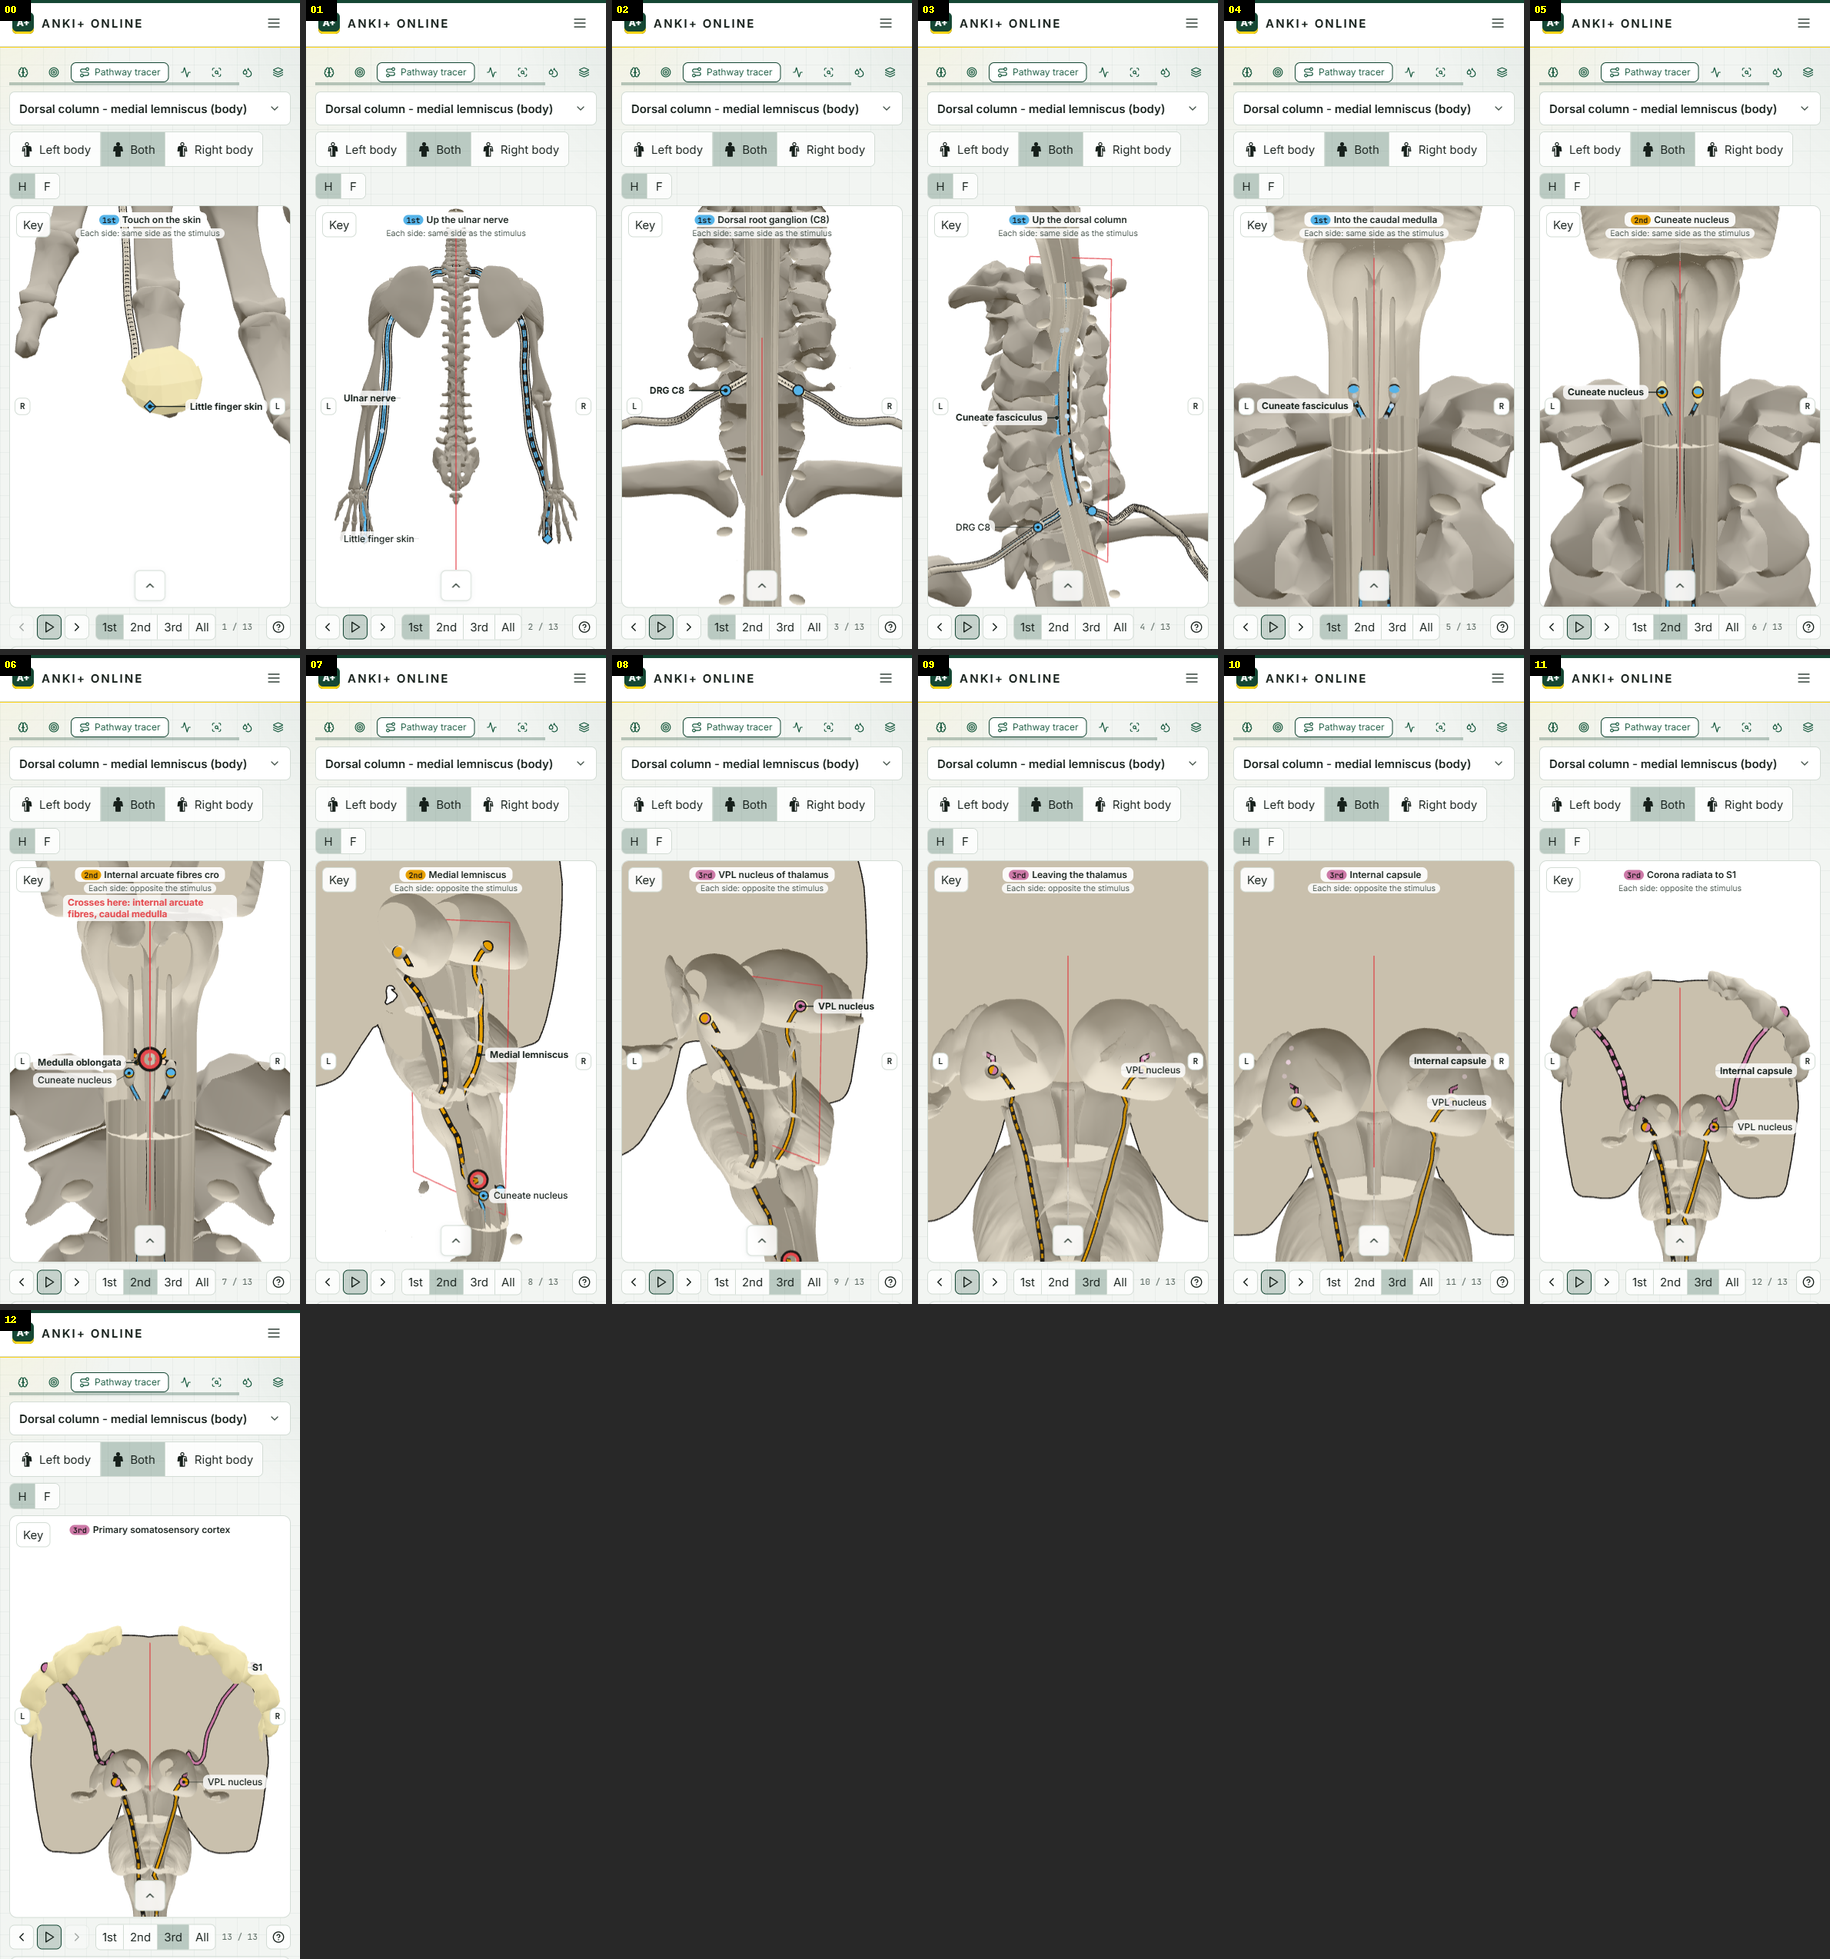 00
A+ ANKI+ ONLINE
Pathway tracer
Dorsal column - medial lemniscus (body)
Left body Both Right body
H F
Key
1st Touch on the skin
Each side: same side as the stimulus
R Little finger skin L
1st 2nd 3rd All 1 / 13
01
A+ ANKI+ ONLINE
Pathway tracer
Dorsal column - medial lemniscus (body)
Left body Both Right body
H F
Key
1st Up the ulnar nerve
Each side: same side as the stimulus
Ulnar nerve
L R
Little finger skin
1st 2nd 3rd All 2 / 13
02
A+ ANKI+ ONLINE
Pathway tracer
Dorsal column - medial lemniscus (body)
Left body Both Right body
H F
Key
1st Dorsal root ganglion (C8)
Each side: same side as the stimulus
DRG C8
L R
1st 2nd 3rd All 3 / 13
03
A+ ANKI+ ONLINE
Pathway tracer
Dorsal column - medial lemniscus (body)
Left body Both Right body
H F
Key
1st Up the dorsal column
Each side: same side as the stimulus
L R
Cuneate fasciculus
DRG C8
1st 2nd 3rd All 4 / 13
04
A+ ANKI+ ONLINE
Pathway tracer
Dorsal column - medial lemniscus (body)
Left body Both Right body
H F
Key
1st Into the caudal medulla
Each side: same side as the stimulus
L Cuneate fasciculus R
1st 2nd 3rd All 5 / 13
05
A+ ANKI+ ONLINE
Pathway tracer
Dorsal column - medial lemniscus (body)
Left body Both Right body
H F
Key
2nd Cuneate nucleus
Each side: same side as the stimulus
Cuneate nucleus
L R
1st 2nd 3rd All 6 / 13
06
A+ ANKI+ ONLINE
Pathway tracer
Dorsal column - medial lemniscus (body)
Left body Both Right body
H F
Key
2nd Internal arcuate fibres cro
Each side: opposite the stimulus
Crosses here: internal arcuate
fibres, caudal medulla
L Medulla oblongata R
Cuneate nucleus
1st 2nd 3rd All 7 / 13
07
A+ ANKI+ ONLINE
Pathway tracer
Dorsal column - medial lemniscus (body)
Left body Both Right body
H F
Key
2nd Medial lemniscus
Each side: opposite the stimulus
Medial lemniscus
L R
Cuneate nucleus
1st 2nd 3rd All 8 / 13
08
A+ ANKI+ ONLINE
Pathway tracer
Dorsal column - medial lemniscus (body)
Left body Both Right body
H F
Key
3rd VPL nucleus of thalamus
Each side: opposite the stimulus
VPL nucleus
L R
1st 2nd 3rd All 9 / 13
09
A+ ANKI+ ONLINE
Pathway tracer
Dorsal column - medial lemniscus (body)
Left body Both Right body
H F
Key
3rd Leaving the thalamus
Each side: opposite the stimulus
L R
VPL nucleus
1st 2nd 3rd All 10 / 13
10
A+ ANKI+ ONLINE
Pathway tracer
Dorsal column - medial lemniscus (body)
Left body Both Right body
H F
Key
3rd Internal capsule
Each side: opposite the stimulus
L Internal capsule R
VPL nucleus
1st 2nd 3rd All 11 / 13
11
A+ ANKI+ ONLINE
Pathway tracer
Dorsal column - medial lemniscus (body)
Left body Both Right body
H F
Key
3rd Corona radiata to S1
Each side: opposite the stimulus
L R
Internal capsule
VPL nucleus
1st 2nd 3rd All 12 / 13
12
A+ ANKI+ ONLINE
Pathway tracer
Dorsal column - medial lemniscus (body)
Left body Both Right body
H F
Key
3rd Primary somatosensory cortex
S1
L R
VPL nucleus
1st 2nd 3rd All 13 / 13